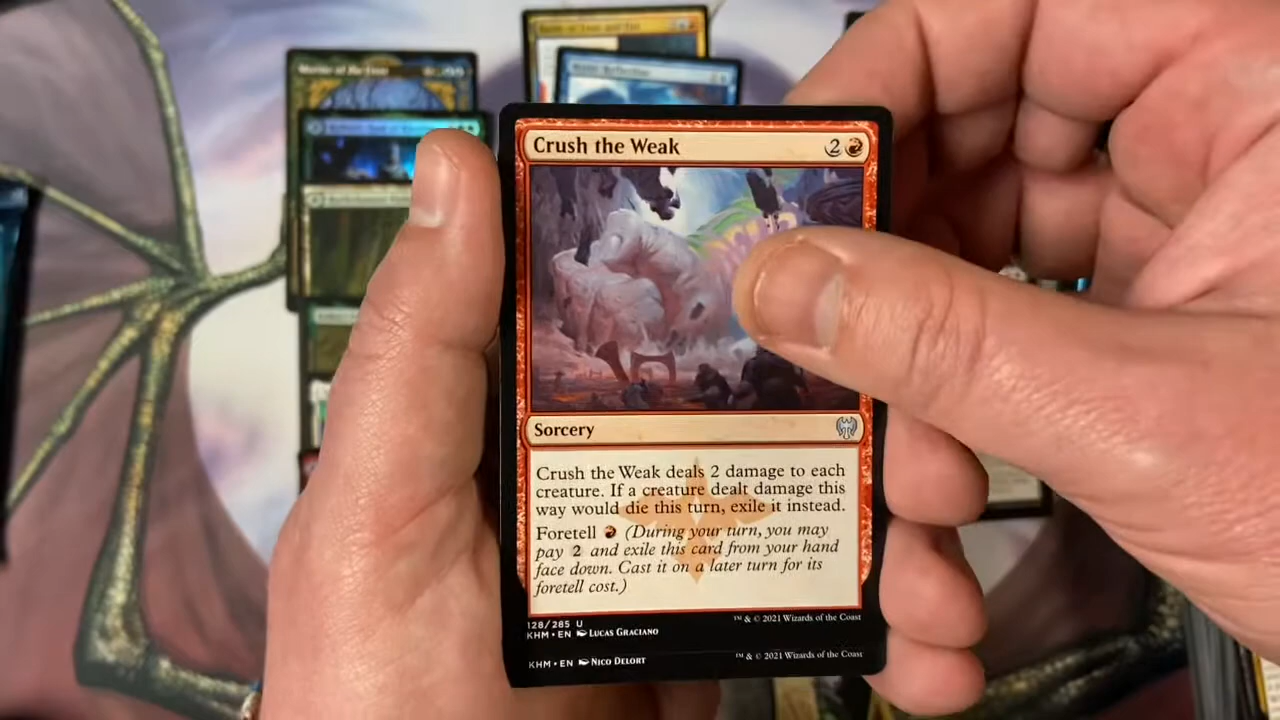 Crush the Weak 2
Sorcery
Crush the Weak deals 2 damage to each
creature. If a creature dealt damage this
way would die this turn, exile it instead.
Foretell (During your turn, you may
pay 2 and exile this card from your hand
face down. Cast it on a later turn for its
foretell cost.)
128/285 U
KHM • EN Lucas Graciano
™ & © 2021 Wizards of the Coast
KHM • EN Nico Delort
™ & © 2021 Wizards of the Coast